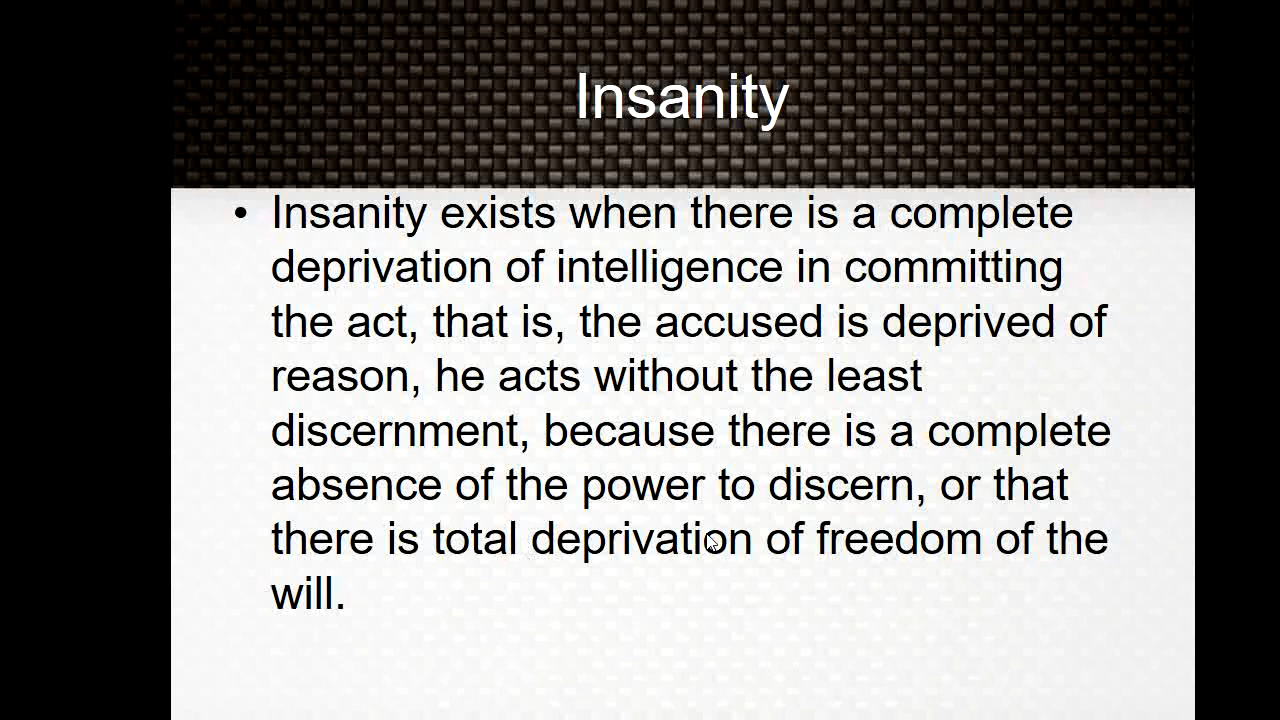 Insanity
• Insanity exists when there is a complete
deprivation of intelligence in committing
the act, that is, the accused is deprived of
reason, he acts without the least
discernment, because there is a complete
absence of the power to discern, or that
there is total deprivation of freedom of the
will.